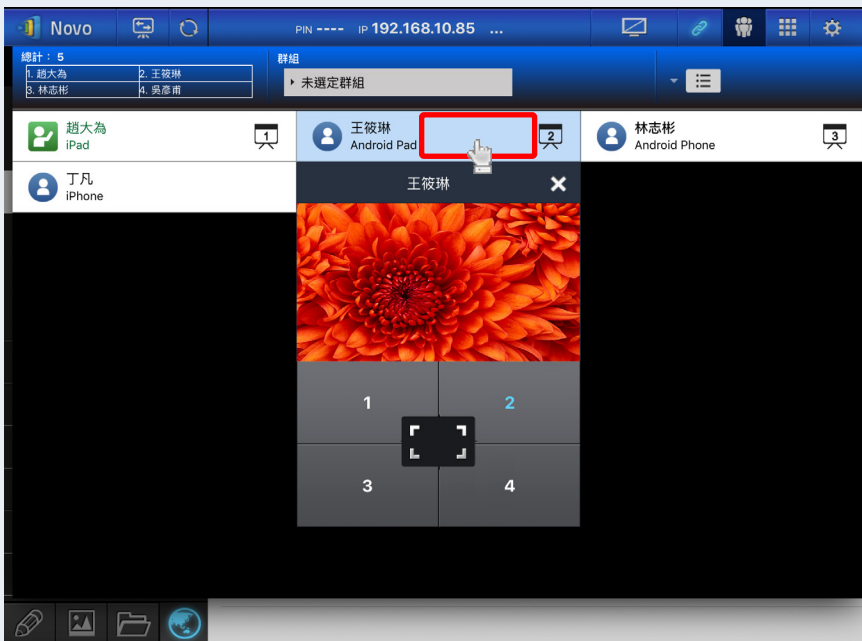 Novo
PIN ---- IP 192.168.10.85 ...
總計： 5
1. 趙大為 2. 王筱琳
3. 林志彬 4. 吳彥甫
群組
未選定群組
趙大為
iPad
1
王筱琳
Android Pad
2
林志彬
Android Phone
3
丁凡
iPhone
王筱琳
1 2
3 4